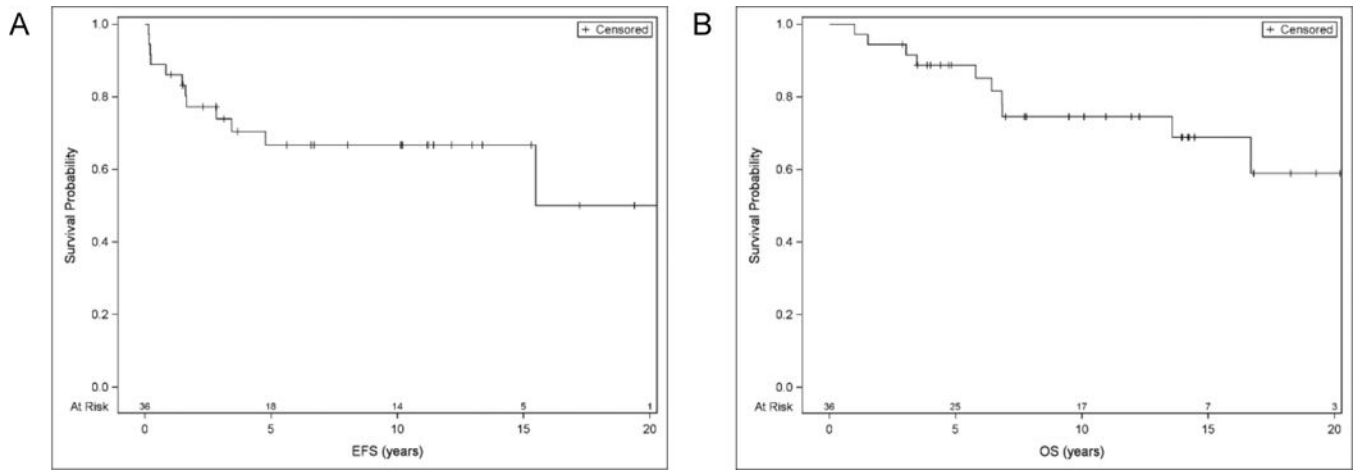 A
+ Censored
1.0
0.8
0.6
0.4
0.2
0.0
Survival Probability
At Risk 36 18 14 5 1
0 5 10 15 20
EFS (years)
B
+ Censored
1.0
0.8
0.6
0.4
0.2
0.0
Survival Probability
At Risk 36 25 17 7 3
0 5 10 15 20
OS (years)